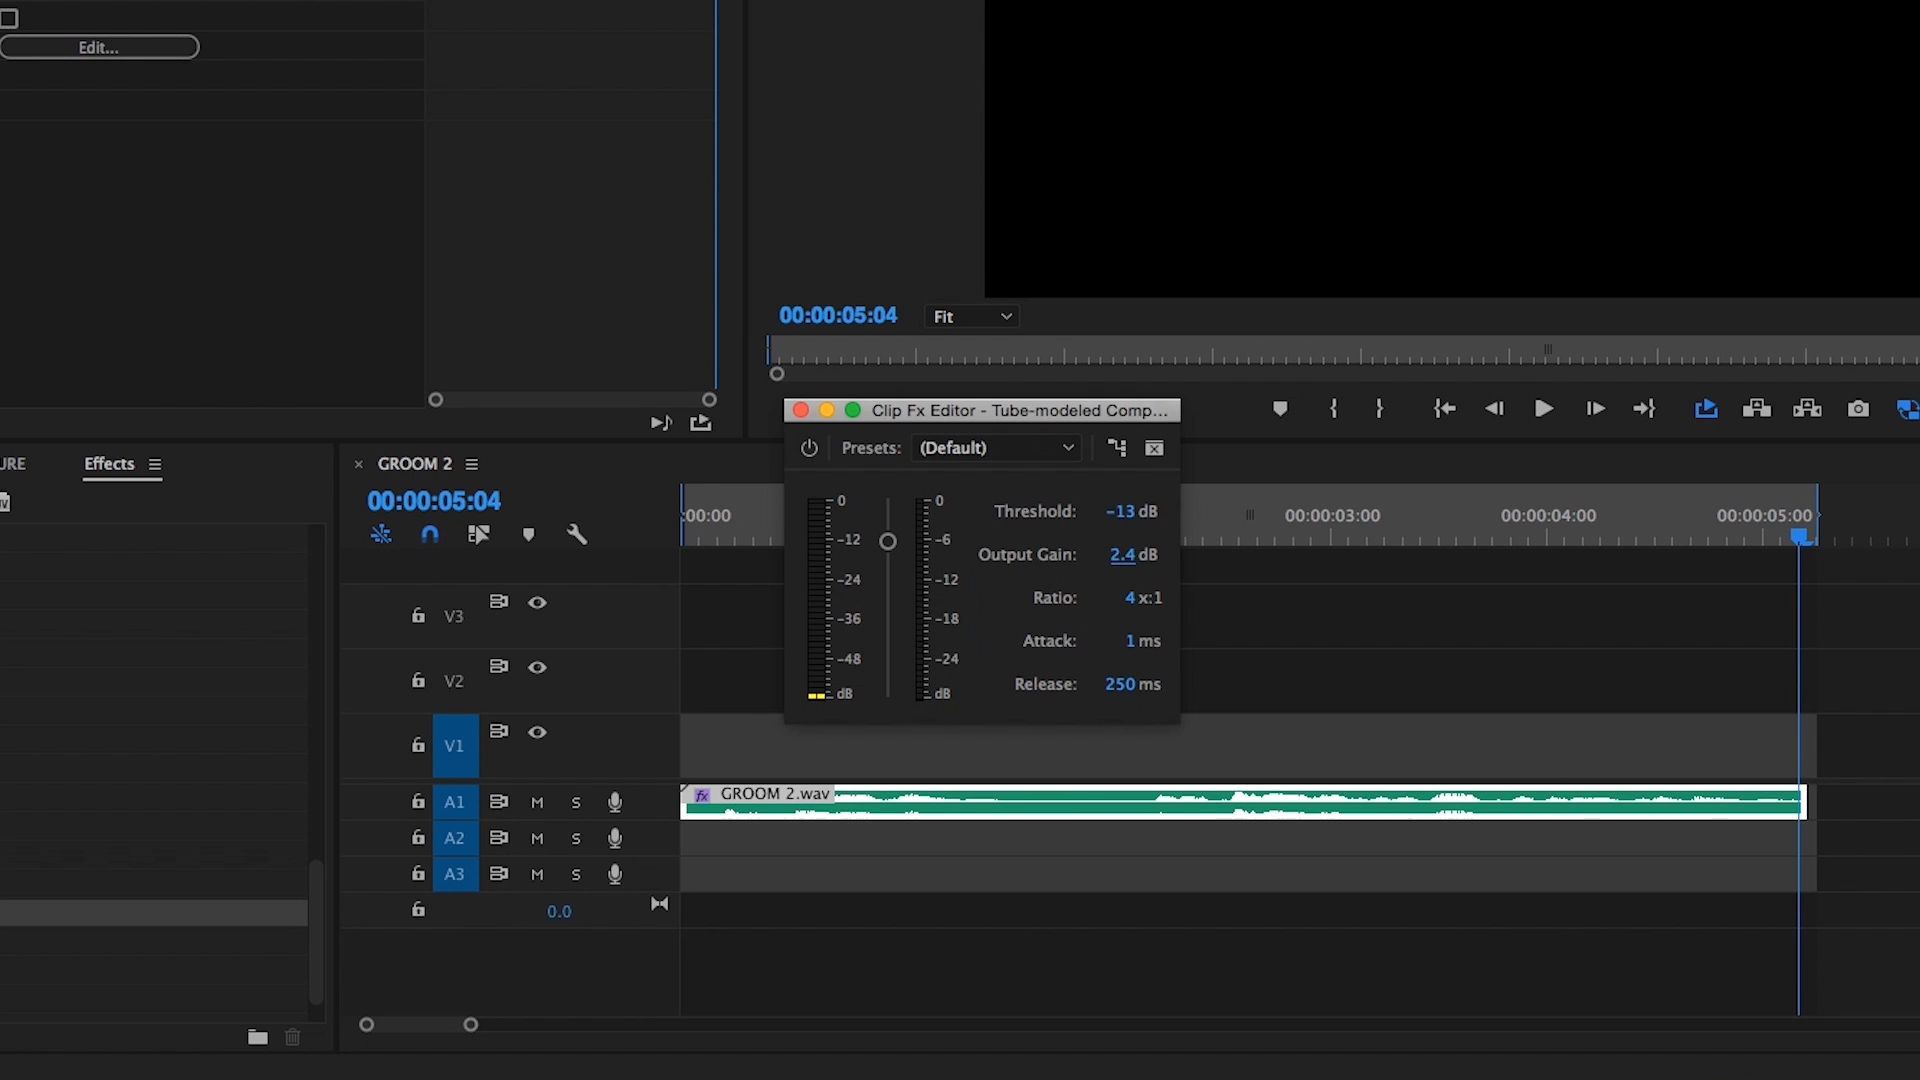 Edit...
00:00:05:04
Fit
Clip Fx Editor - Tube-modeled Comp...
Presets: (Default)
URE
Effects
GROOM 2
00:00:05:04
:00:00
00:00:03:00
00:00:04:00
00:00:05:00
0
-12
-24
-36
-48
dB
0
-6
-12
-18
-24
dB
Threshold: -13 dB
Output Gain: 2.4 dB
Ratio: 4 x:1
Attack: 1 ms
Release: 250 ms
V3
V2
V1
A1 M S
fx GROOM 2.wav
A2 M S
A3 M S
0.0